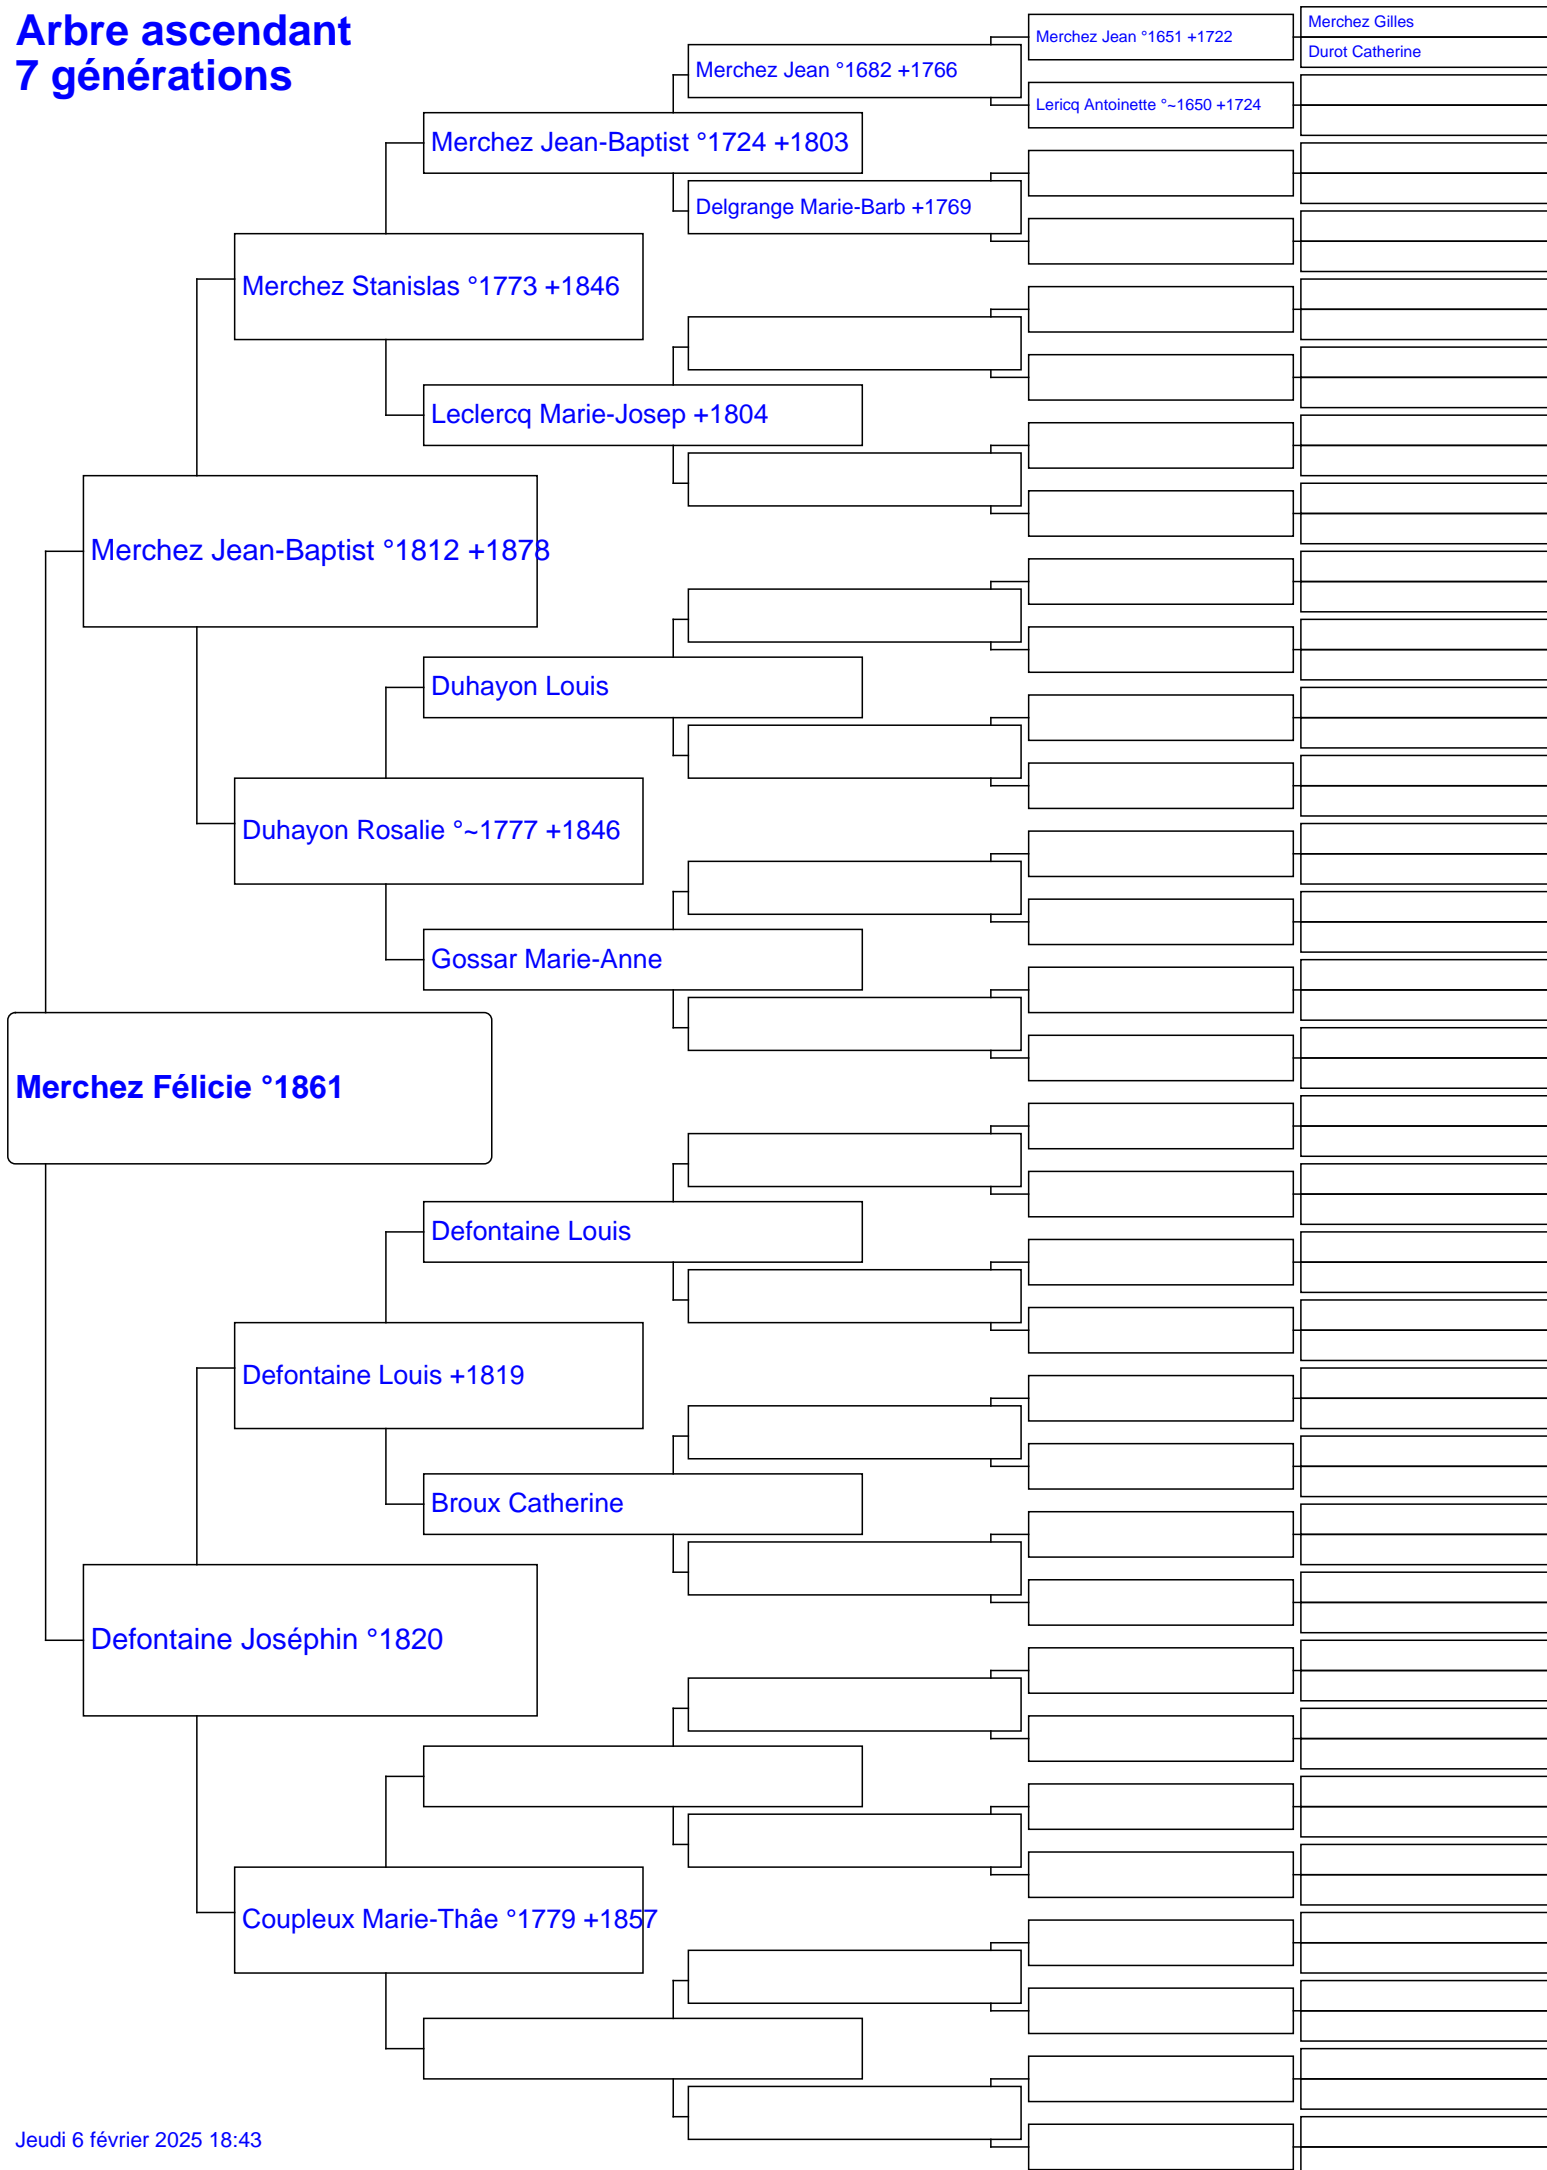 Arbre ascendant
7 générations
Merchez Gilles
Merchez Jean °1651 +1722
Durot Catherine
Merchez Jean °1682 +1766
Lericq Antoinette °~1650 +1724
Merchez Jean-Baptist °1724 +1803
Delgrange Marie-Barb +1769
Merchez Stanislas °1773 +1846
Leclercq Marie-Josep +1804
Merchez Jean-Baptist °1812 +1878
Duhayon Louis
Duhayon Rosalie °~1777 +1846
Gossar Marie-Anne
Merchez Félicie °1861
Defontaine Louis
Defontaine Louis +1819
Broux Catherine
Defontaine Joséphin °1820
Coupleux Marie-Thâe °1779 +1857
Jeudi 6 février 2025 18:43